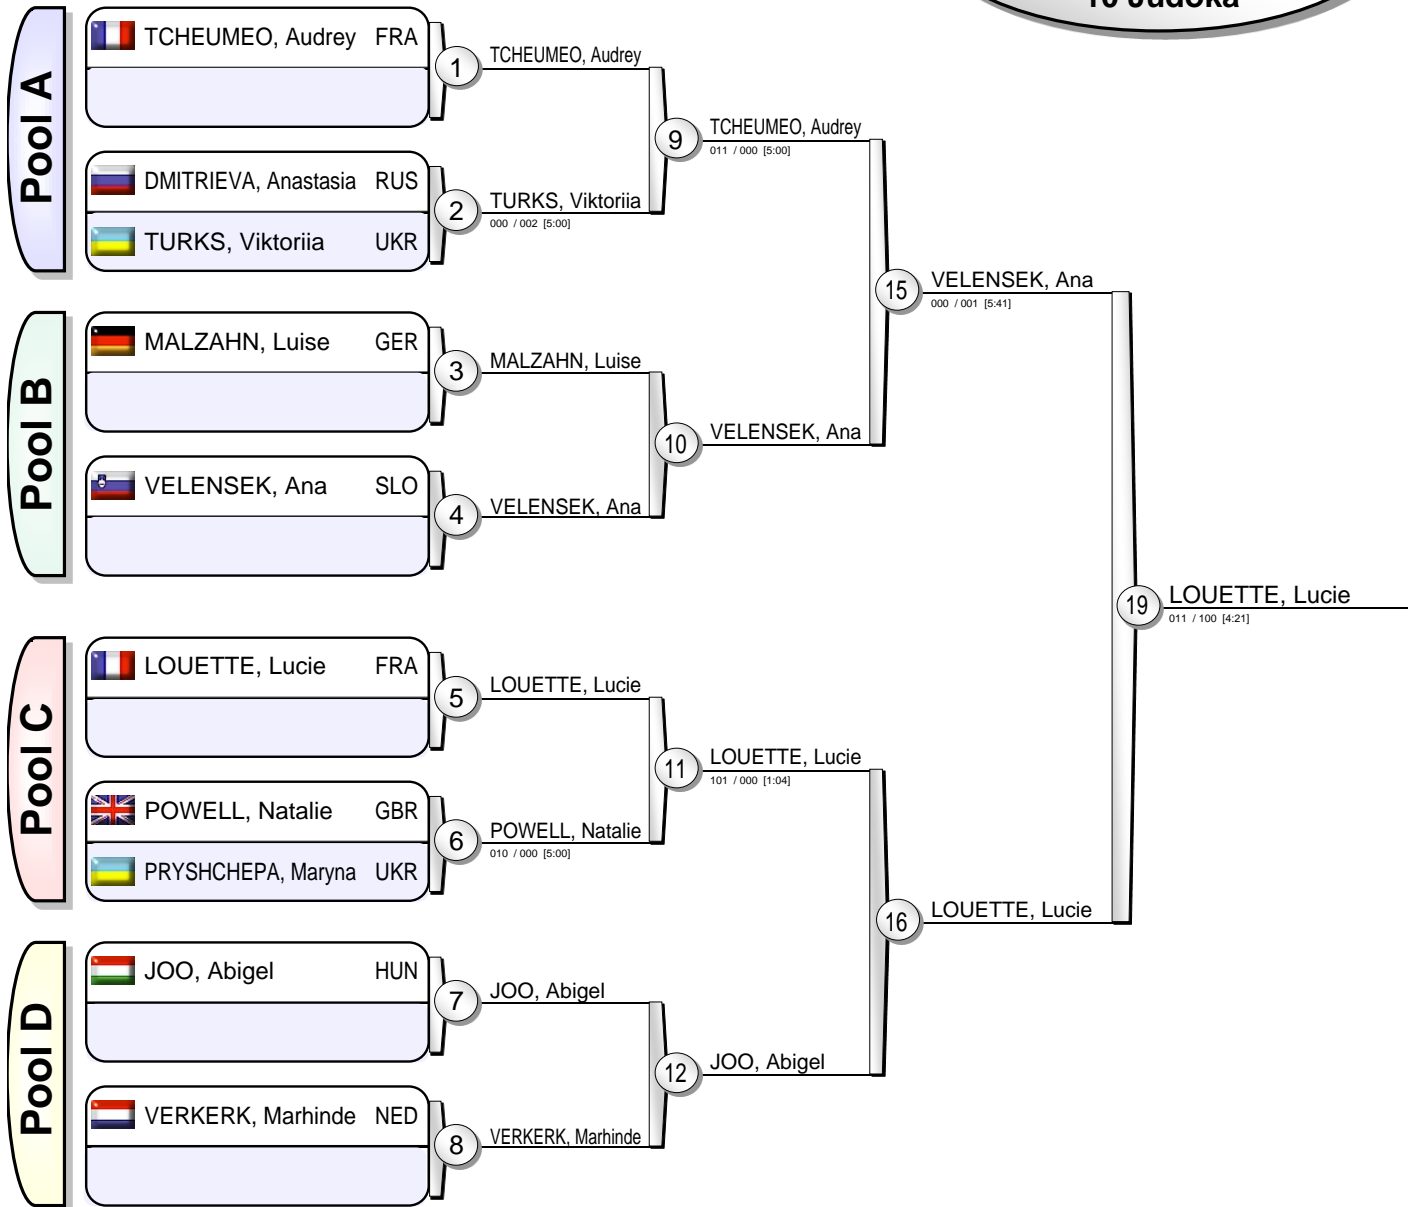 10 Judoka
Pool A
TCHEUMEO, Audrey FRA
1
TCHEUMEO, Audrey
DMITRIEVA, Anastasia RUS
TURKS, Viktoriia UKR
2
TURKS, Viktoriia
000 / 002 [5:00]
9
TCHEUMEO, Audrey
011 / 000 [5:00]
Pool B
MALZAHN, Luise GER
3
MALZAHN, Luise
VELENSEK, Ana SLO
4
VELENSEK, Ana
10
VELENSEK, Ana
15
VELENSEK, Ana
000 / 001 [5:41]
Pool C
LOUETTE, Lucie FRA
5
LOUETTE, Lucie
POWELL, Natalie GBR
PRYSHCHEPA, Maryna UKR
6
POWELL, Natalie
010 / 000 [5:00]
11
LOUETTE, Lucie
101 / 000 [1:04]
Pool D
JOO, Abigel HUN
7
JOO, Abigel
VERKERK, Marhinde NED
8
VERKERK, Marhinde
12
JOO, Abigel
16
LOUETTE, Lucie
19
LOUETTE, Lucie
011 / 100 [4:21]